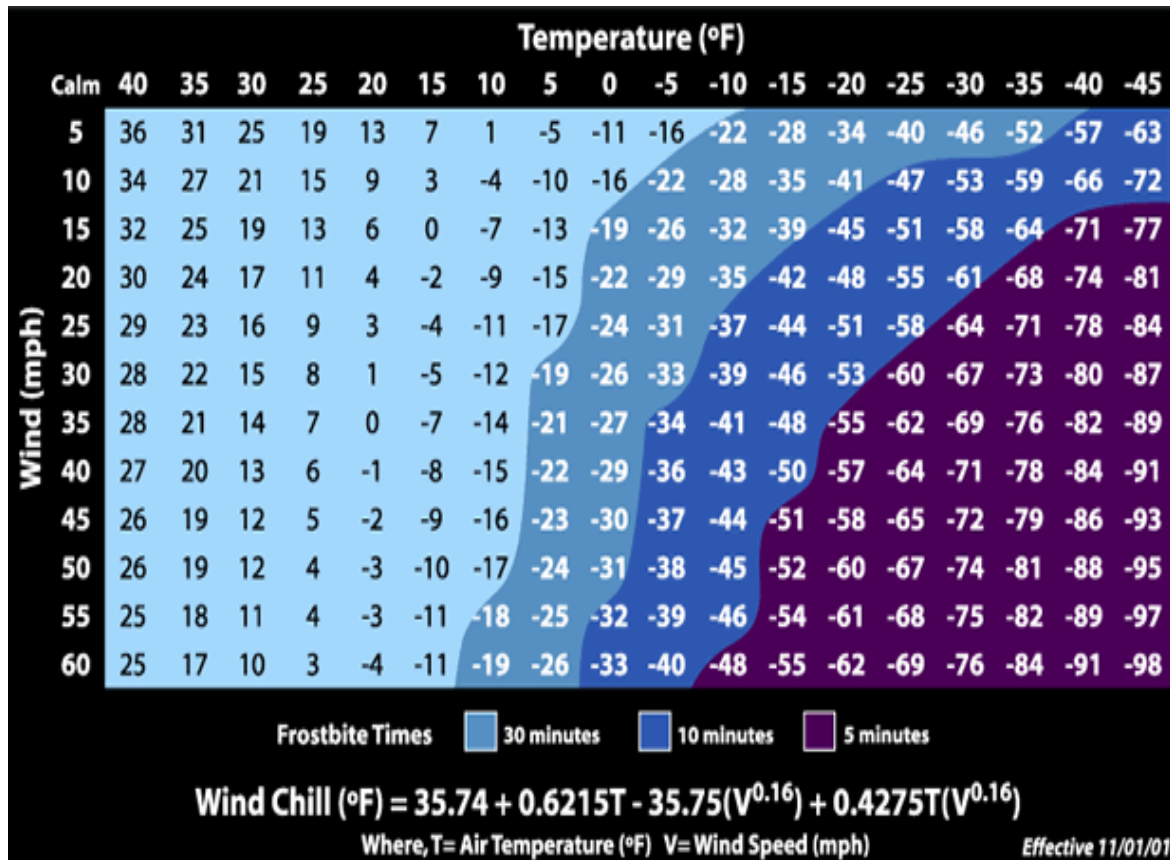 Temperature (ºF)
Calm 40 35 30 25 20 15 10 5 0 -5 -10 -15 -20 -25 -30 -35 -40 -45
5 36 31 25 19 13 7 1 -5 -11 -16 -22 -28 -34 -40 -46 -52 -57 -63
10 34 27 21 15 9 3 -4 -10 -16 -22 -28 -35 -41 -47 -53 -59 -66 -72
15 32 25 19 13 6 0 -7 -13 -19 -26 -32 -39 -45 -51 -58 -64 -71 -77
20 30 24 17 11 4 -2 -9 -15 -22 -29 -35 -42 -48 -55 -61 -68 -74 -81
25 29 23 16 9 3 -4 -11 -17 -24 -31 -37 -44 -51 -58 -64 -71 -78 -84
30 28 22 15 8 1 -5 -12 -19 -26 -33 -39 -46 -53 -60 -67 -73 -80 -87
35 28 21 14 7 0 -7 -14 -21 -27 -34 -41 -48 -55 -62 -69 -76 -82 -89
40 27 20 13 6 -1 -8 -15 -22 -29 -36 -43 -50 -57 -64 -71 -78 -84 -91
45 26 19 12 5 -2 -9 -16 -23 -30 -37 -44 -51 -58 -65 -72 -79 -86 -93
50 26 19 12 4 -3 -10 -17 -24 -31 -38 -45 -52 -60 -67 -74 -81 -88 -95
55 25 18 11 4 -3 -11 -18 -25 -32 -39 -46 -54 -61 -68 -75 -82 -89 -97
60 25 17 10 3 -4 -11 -19 -26 -33 -40 -48 -55 -62 -69 -76 -84 -91 -98
Wind (mph)
Frostbite Times 30 minutes 10 minutes 5 minutes
Wind Chill (ºF) = 35.74 + 0.6215T - 35.75(V^0.16) + 0.4275T(V^0.16)
Where, T= Air Temperature (ºF) V= Wind Speed (mph) Effective 11/01/01